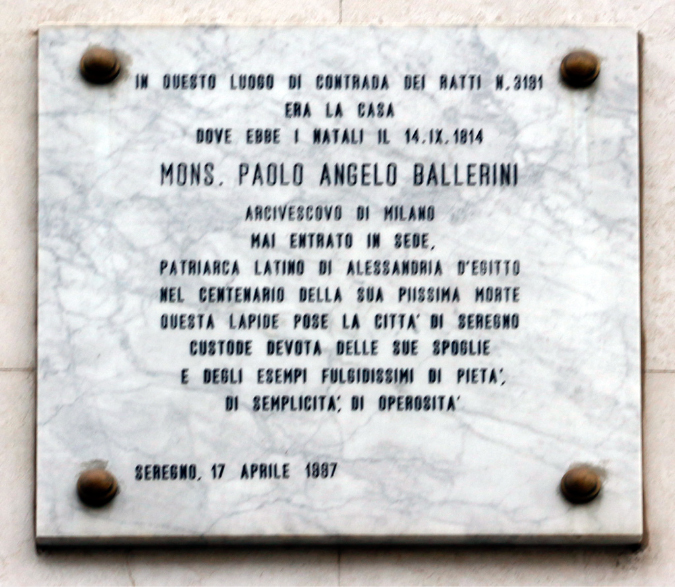 IN QUESTO LUOGO DI CONTRADA DEI RATTI N.3191
ERA LA CASA
DOVE EBBE I NATALI IL 14.IX.1814
MONS. PAOLO ANGELO BALLERINI
ARCIVESCOVO DI MILANO
MAI ENTRATO IN SEDE,
PATRIARCA LATINO DI ALESSANDRIA D'EGITTO
NEL CENTENARIO DELLA SUA PIISSIMA MORTE
QUESTA LAPIDE POSE LA CITTA' DI SEREGNO
CUSTODE DEVOTA DELLE SUE SPOGLIE
E DEGLI ESEMPI FULGIDISSIMI DI PIETA',
DI SEMPLICITA', DI OPEROSITA'
SEREGNO, 17 APRILE 1997